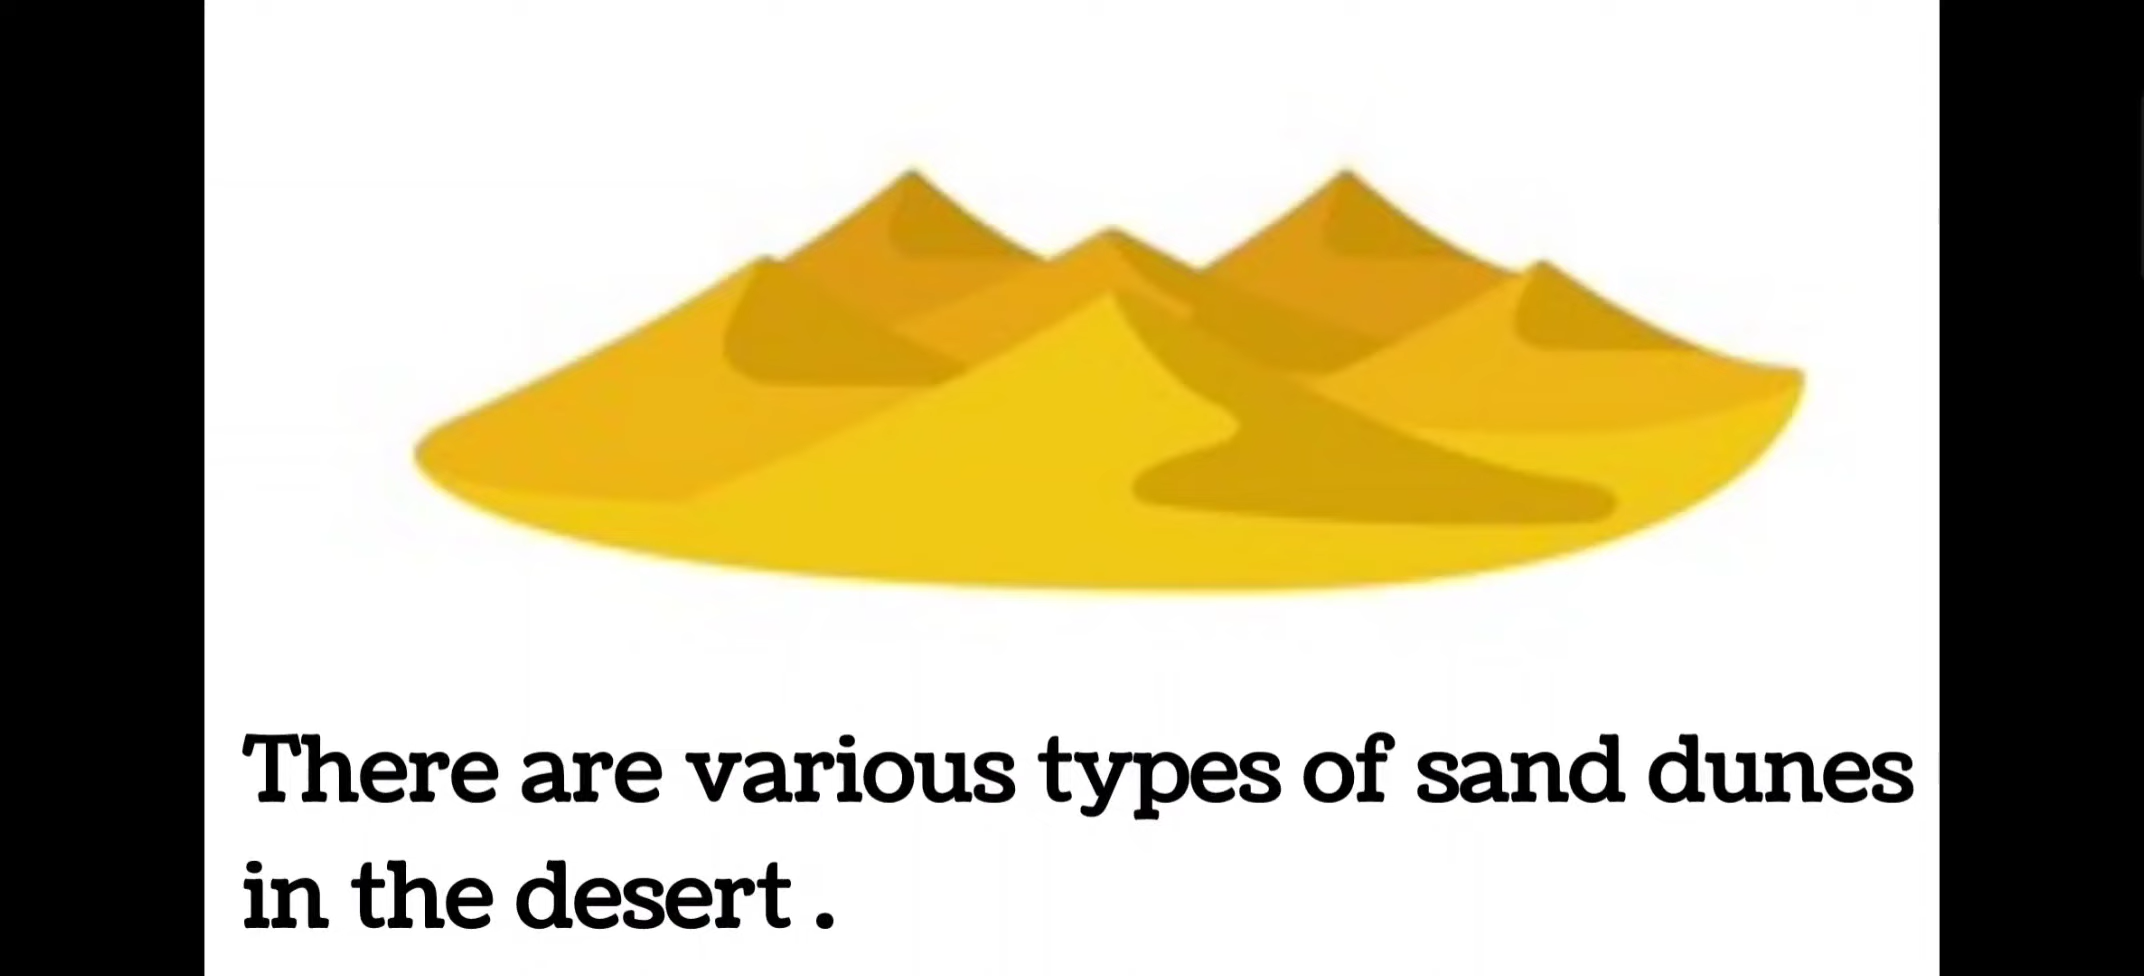 There are various types of sand dunes
in the desert .